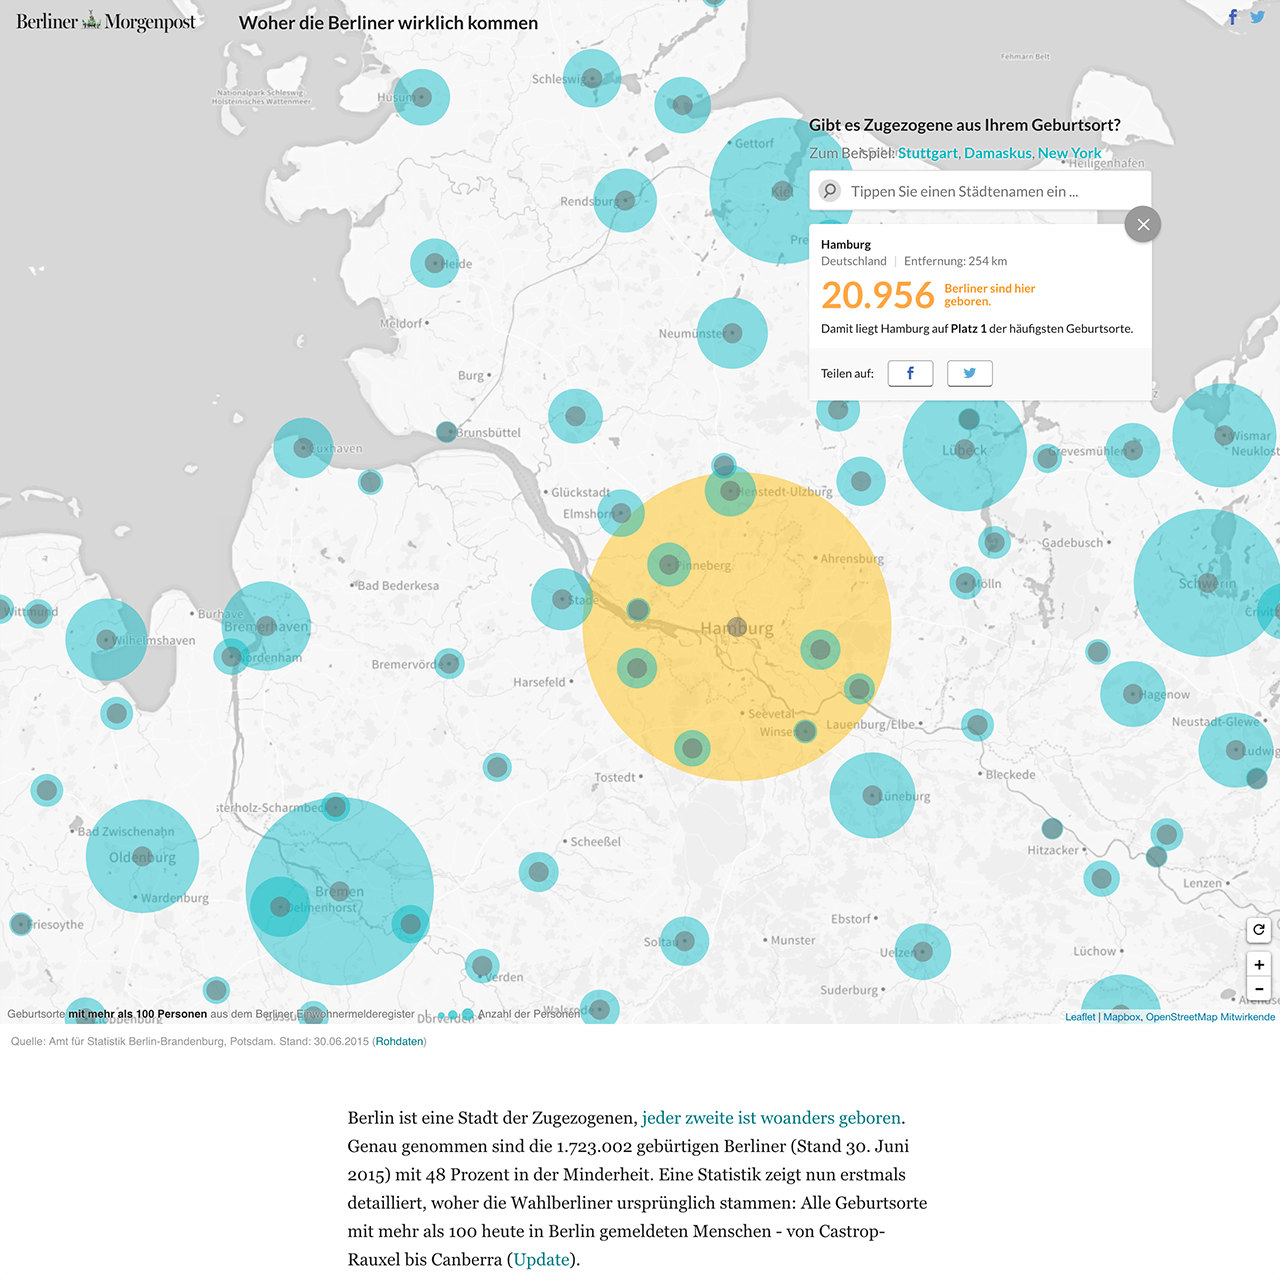 Berliner Morgenpost
Woher die Berliner wirklich kommen
Fehmarn Belt
Schleswig
Nationalpark Schleswig
Holsteinisches Wattenmeer
Husum
Gibt es Zugezogene aus Ihrem Geburtsort?
Gettorf
Zum Beispiel: Stuttgart, Damaskus, New York
Heiligenhafen
Kiel
Tippen Sie einen Städtenamen ein ...
Rendsburg
Pre
Hamburg
Deutschland | Entfernung: 254 km
Heide
20.956 Berliner sind hier
geboren.
Meldorf
Neumünster
Damit liegt Hamburg auf Platz 1 der häufigsten Geburtsorte.
Burg
Teilen auf:
Brunsbüttel
Cuxhaven
Lübeck
Grevesmühlen
Wismar
Neuklost
Glückstadt
Henstedt-Ulzburg
Elmshorn
Gadebusch
Pinneberg
Ahrensburg
Bad Bederkesa
Mölln
Schwerin
Stade
Wittmund
Burhave
Crivitz
Bremerhaven
Hamburg
Wilhelmshaven
Nordenham
Bremervörde
Harsefeld
Hagenow
Seevetal
Lauenburg/Elbe
Neustadt-Glewe
Winsen
Ludwig
Tostedt
Bleckede
Lüneburg
sterholz-Scharmbeck
Bad Zwischenahn
Scheeßel
Hitzacker
Oldenburg
Lenzen
Bremen
Wardenburg
Delmenhorst
Friesoythe
Ebstorf
Soltau
Munster
Uelzen
Lüchow
+
Verden
Suderburg
−
Walsrode
Geburtsorte mit mehr als 100 Personen aus dem Berliner Einwohnermelderegister | Anzahl der Personen
Cloppenburg
Dörverden
Leaflet | Mapbox, OpenStreetMap Mitwirkende
Quelle: Amt für Statistik Berlin-Brandenburg, Potsdam. Stand: 30.06.2015 (Rohdaten)
Berlin ist eine Stadt der Zugezogenen, jeder zweite ist woanders geboren.
Genau genommen sind die 1.723.002 gebürtigen Berliner (Stand 30. Juni
2015) mit 48 Prozent in der Minderheit. Eine Statistik zeigt nun erstmals
detailliert, woher die Wahlberliner ursprünglich stammen: Alle Geburtsorte
mit mehr als 100 heute in Berlin gemeldeten Menschen - von Castrop-
Rauxel bis Canberra (Update).